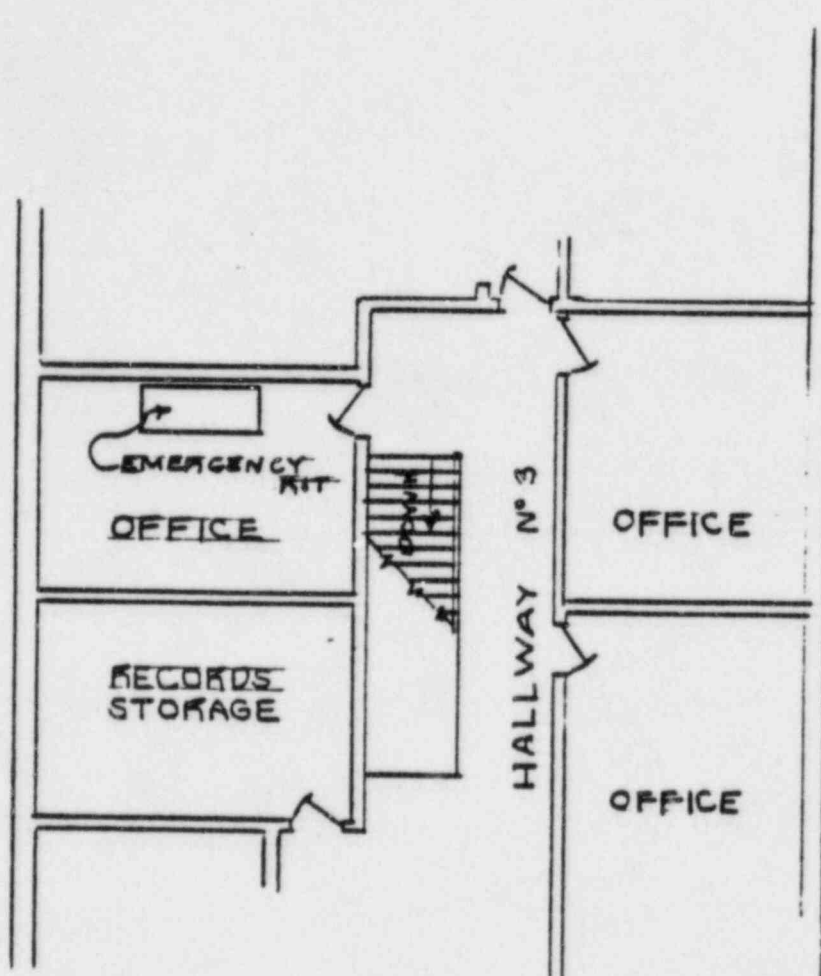 EMERGENCY
KIT
OFFICE
DOWN
HALLWAY Nº 3
OFFICE
RECORDS
STORAGE
OFFICE